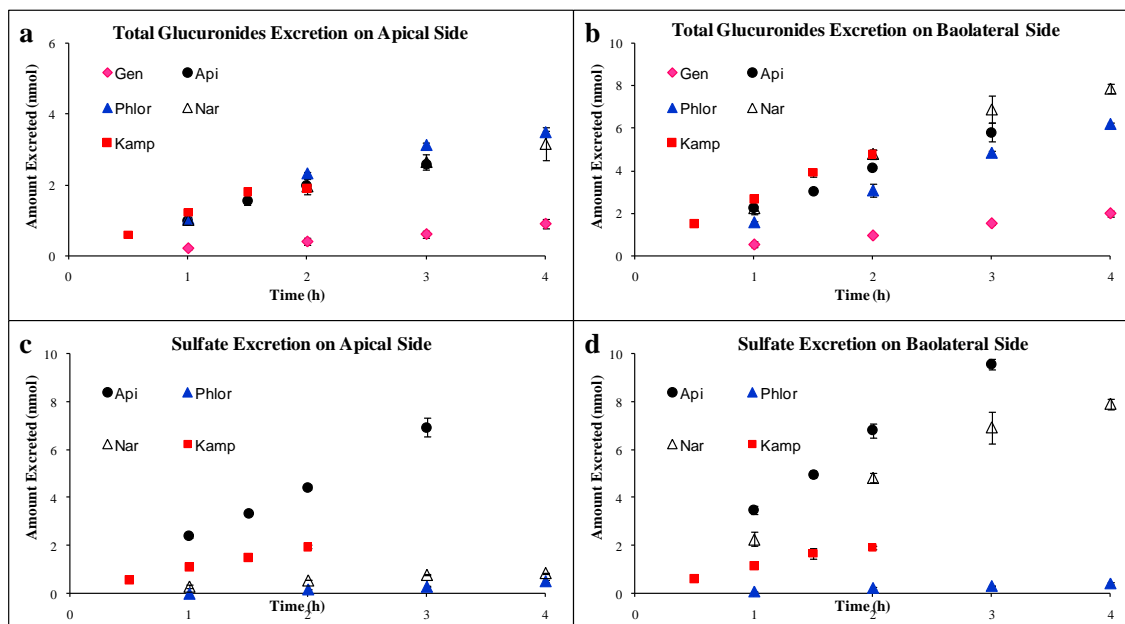 a
Total Glucuronides Excretion on Apical Side
Gen
Api
Phlor
Nar
Kamp
Amount Excreted (nmol)
6
4
2
0
0
1
2
3
4
Time (h)
b
Total Glucuronides Excretion on Baolateral Side
Gen
Api
Phlor
Nar
Kamp
Amount Excreted (nmol)
10
8
6
4
2
0
0
1
2
3
4
Time (h)
c
Sulfate Excretion on Apical Side
Api
Phlor
Nar
Kamp
Amount Excreted (nmol)
10
8
6
4
2
0
0
1
2
3
4
Time (h)
d
Sulfate Excretion on Baolateral Side
Api
Phlor
Nar
Kamp
Amount Excreted (nmol)
10
8
6
4
2
0
0
1
2
3
4
Time (h)